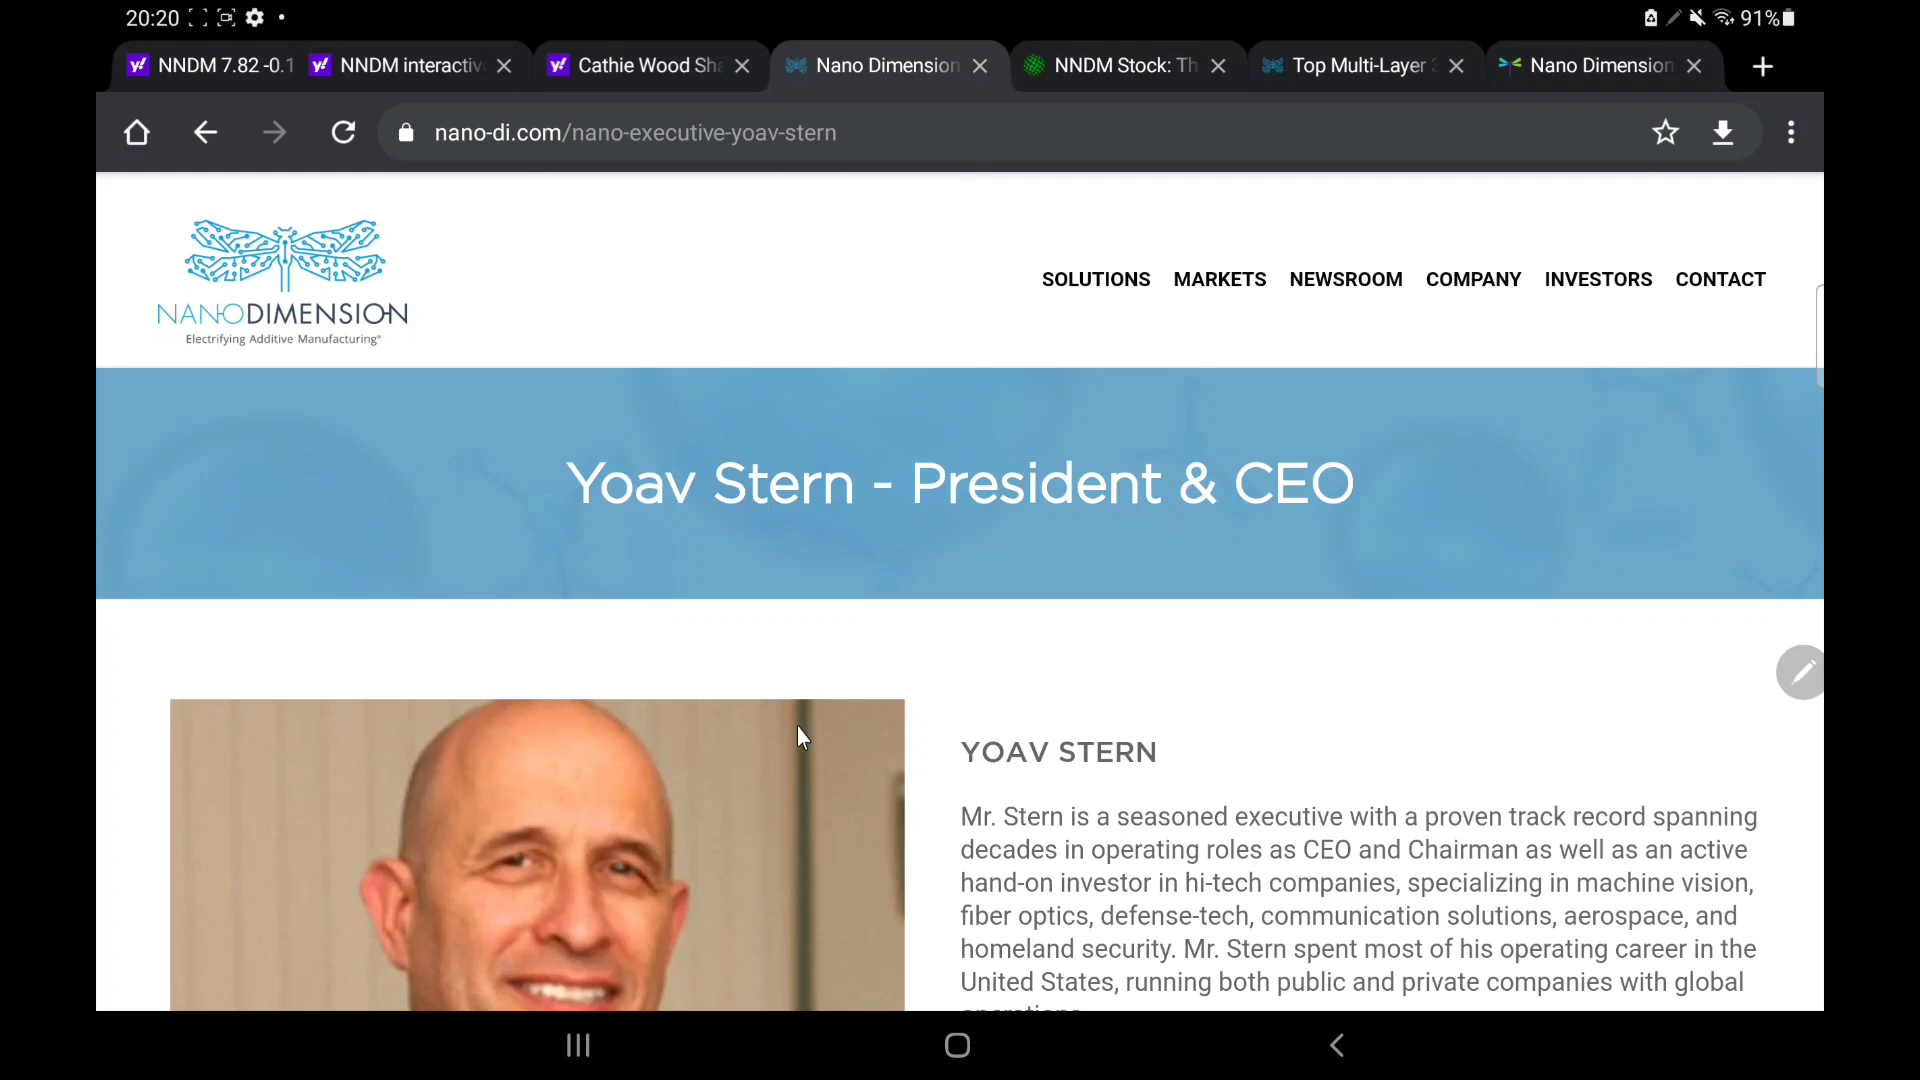 20:20
91%
NNDM 7.82 -0.1
NNDM interactiv
Cathie Wood Sha
Nano Dimension
NNDM Stock: Th
Top Multi-Layer 3
Nano Dimension
nano-di.com/nano-executive-yoav-stern
NANODIMENSION
Electrifying Additive Manufacturing®
SOLUTIONS MARKETS NEWSROOM COMPANY INVESTORS CONTACT
Yoav Stern - President & CEO
YOAV STERN
Mr. Stern is a seasoned executive with a proven track record spanning
decades in operating roles as CEO and Chairman as well as an active
hand-on investor in hi-tech companies, specializing in machine vision,
fiber optics, defense-tech, communication solutions, aerospace, and
homeland security. Mr. Stern spent most of his operating career in the
United States, running both public and private companies with global